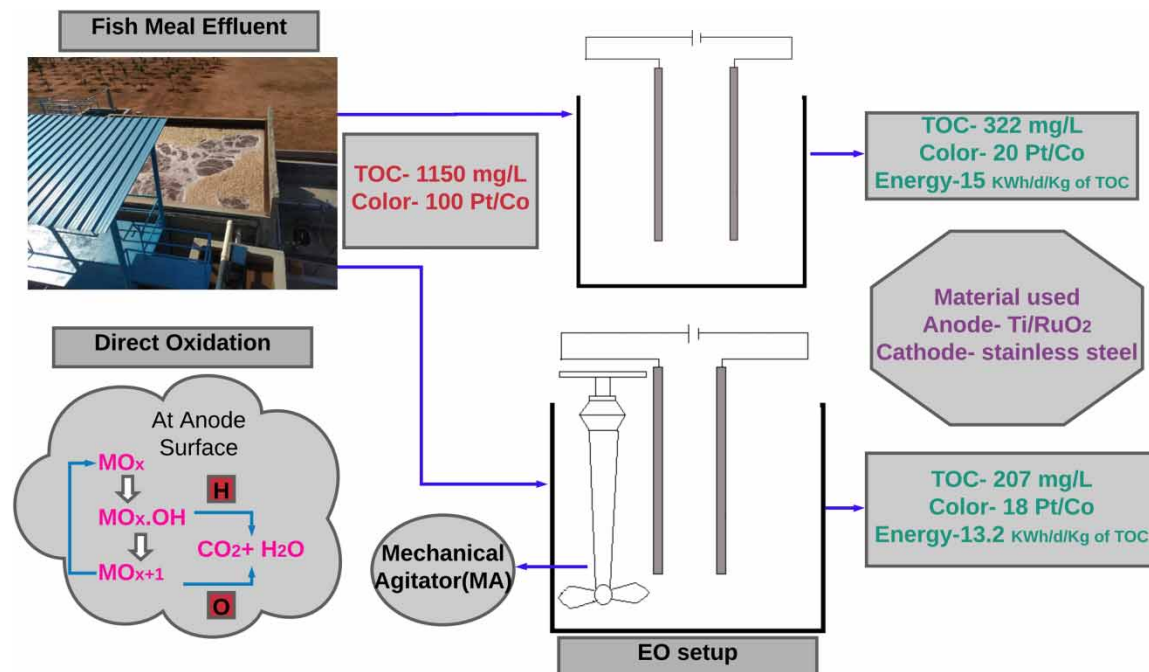 Fish Meal Effluent
TOC- 1150 mg/L
Color- 100 Pt/Co
TOC- 322 mg/L
Color- 20 Pt/Co
Energy-15 KWh/d/Kg of TOC
Material used
Anode- Ti/RuO2
Cathode- stainless steel
Direct Oxidation
At Anode
Surface
MOx
H
MOx.OH
CO2+ H2O
MOx+1
O
Mechanical
Agitator(MA)
TOC- 207 mg/L
Color- 18 Pt/Co
Energy-13.2 KWh/d/Kg of TOC
EO setup